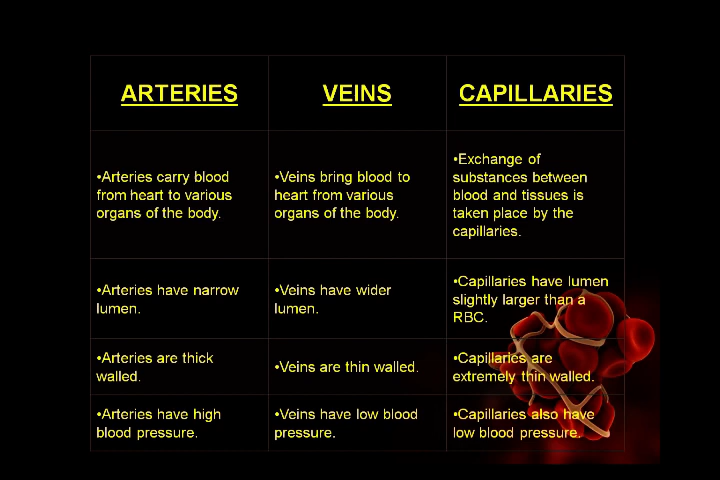 ARTERIES
VEINS
CAPILLARIES
•Arteries carry blood
from heart to various
organs of the body.
•Veins bring blood to
heart from various
organs of the body.
•Exchange of
substances between
blood and tissues is
taken place by the
capillaries.
•Arteries have narrow
lumen.
•Veins have wider
lumen.
•Capillaries have lumen
slightly larger than a
RBC.
•Arteries are thick
walled.
•Veins are thin walled.
•Capillaries are
extremely thin walled.
•Arteries have high
blood pressure.
•Veins have low blood
pressure.
•Capillaries also have
low blood pressure.